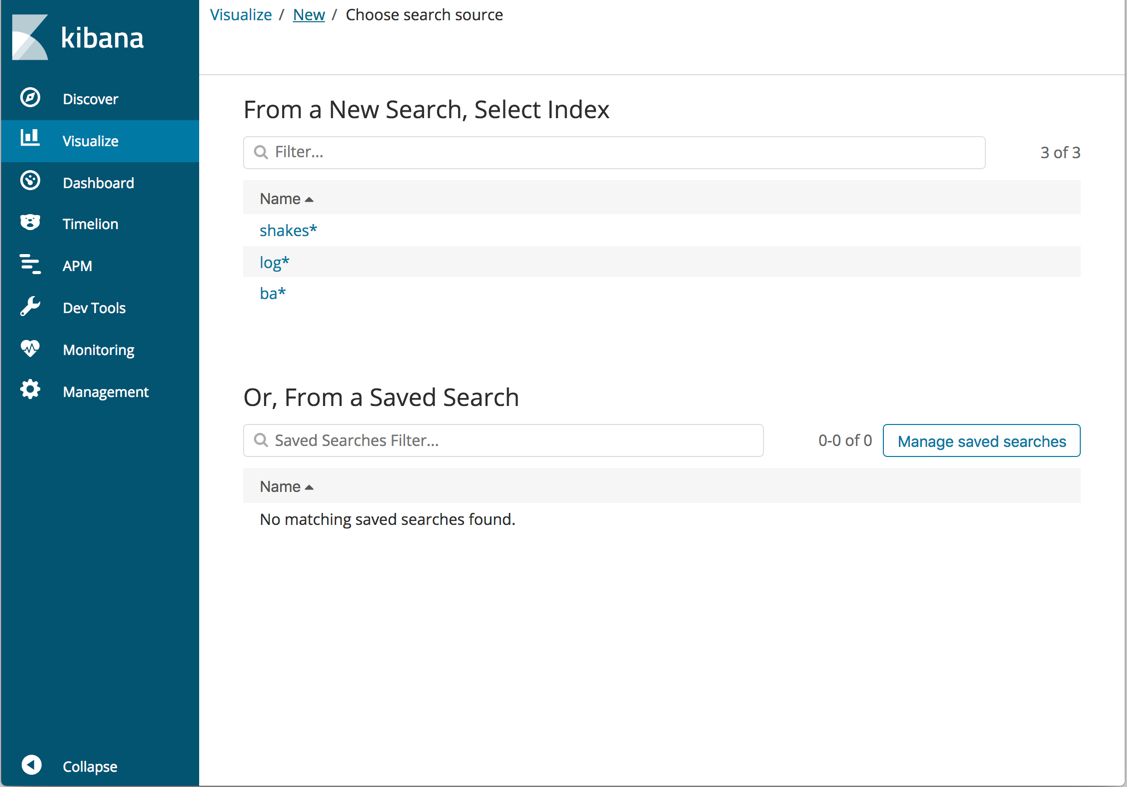 kibana
Discover
Visualize
Dashboard
Timelion
APM
Dev Tools
Monitoring
Management
Collapse
Visualize / New / Choose search source
From a New Search, Select Index
Filter...
3 of 3
Name
shakes*
log*
ba*
Or, From a Saved Search
Saved Searches Filter...
0-0 of 0
Manage saved searches
Name
No matching saved searches found.